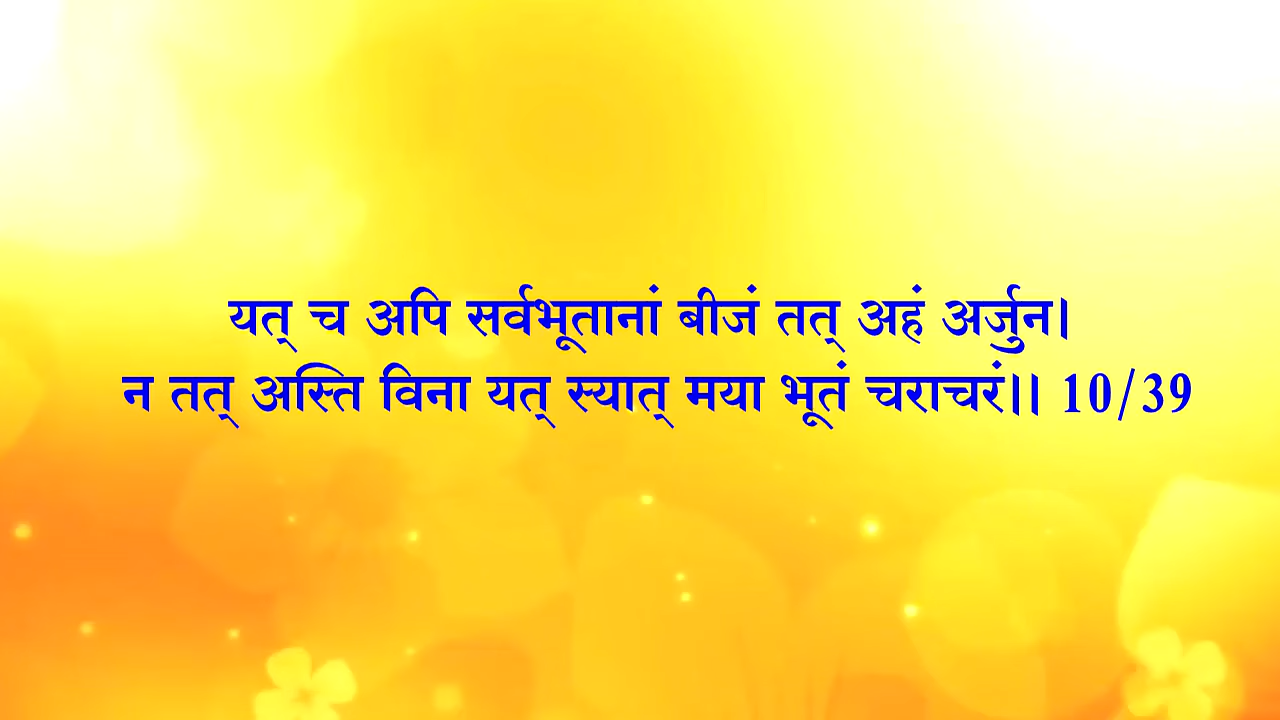 यत् च अपि सर्वभूतानां बीजं तत् अहं अर्जुन।
न तत् अस्ति विना यत् स्यात् मया भूतं चराचरं।। 10/39